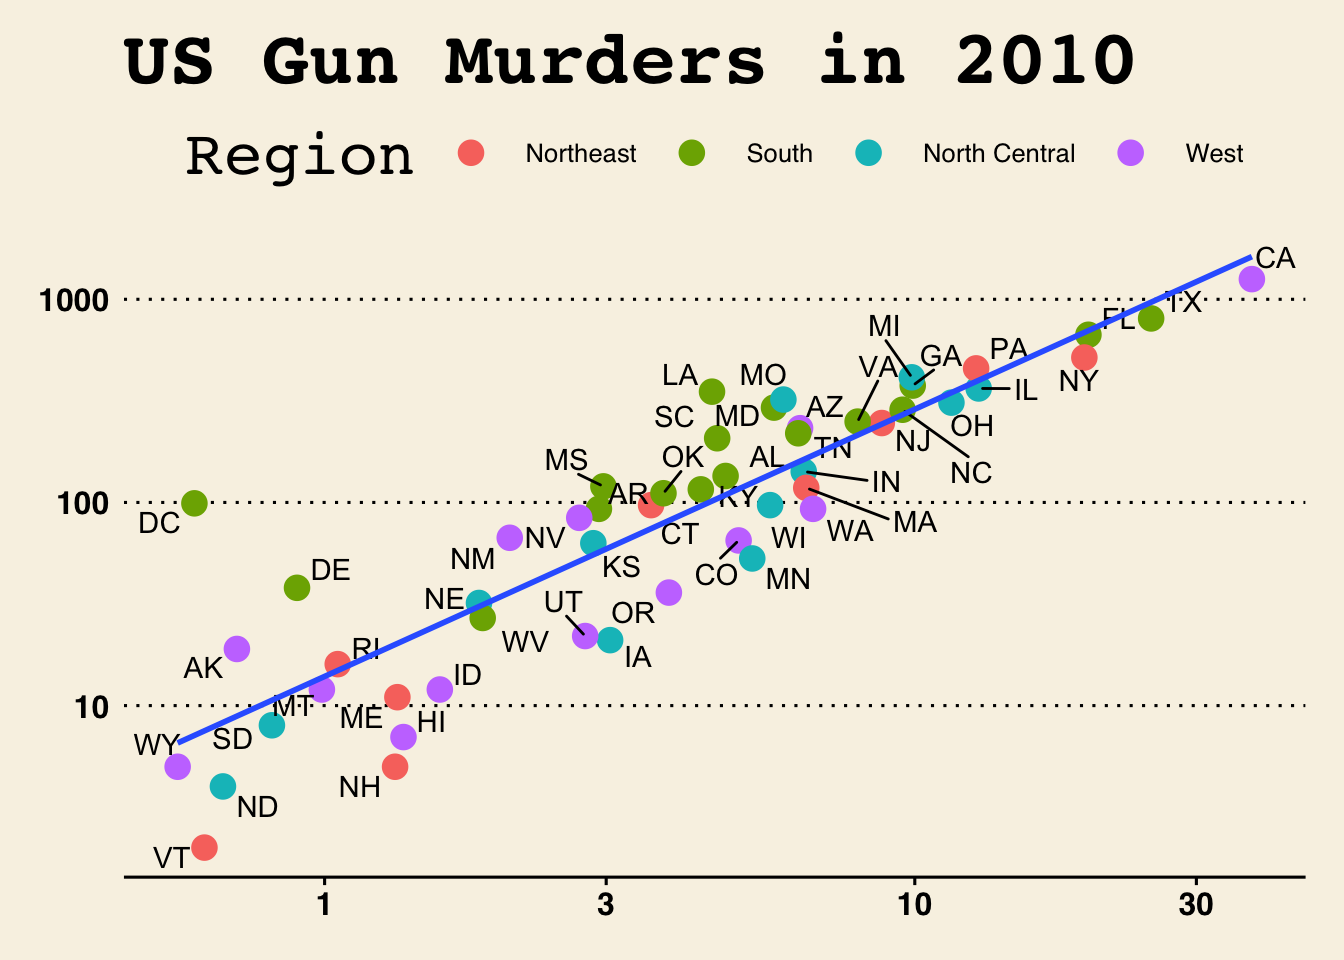 US Gun Murders in 2010
Region Northeast South North Central West
CA
1000
TX
FL
MI
GA
PA
VA
NY
LA
MO
IL
AZ
SC
MD
OH
NJ
TN
MS
OK
AL
NC
IN
AR
KY
100
DC
MA
CT
WA
NV
WI
NM
KS
CO
MN
DE
NE
UT
OR
WV
IA
RI
AK
ID
MT
10
ME
HI
SD
WY
NH
ND
VT
1 3 10 30